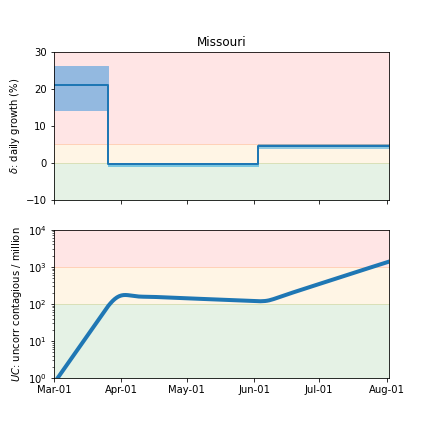 Missouri
30
20
10
0
−10
δ: daily growth (%)
10⁴
10³
10²
10¹
10⁰
UC: uncorr contagious / million
Mar-01 Apr-01 May-01 Jun-01 Jul-01 Aug-01